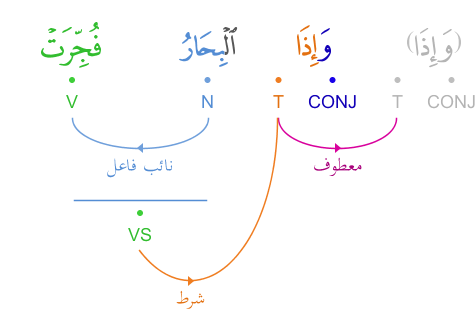 (وَإِذَا) وَإِذَا ٱلْبِحَارُ فُجِّرَتْ
CONJ T CONJ T N V
معطوف نائب فاعل
VS
شرط